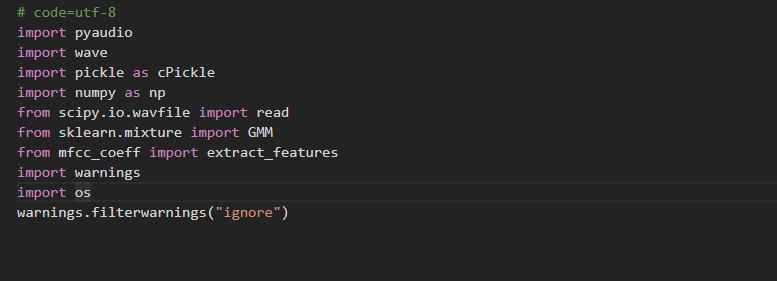 # code=utf-8
import pyaudio
import wave
import pickle as cPickle
import numpy as np
from scipy.io.wavfile import read
from sklearn.mixture import GMM
from mfcc_coeff import extract_features
import warnings
import os
warnings.filterwarnings("ignore")